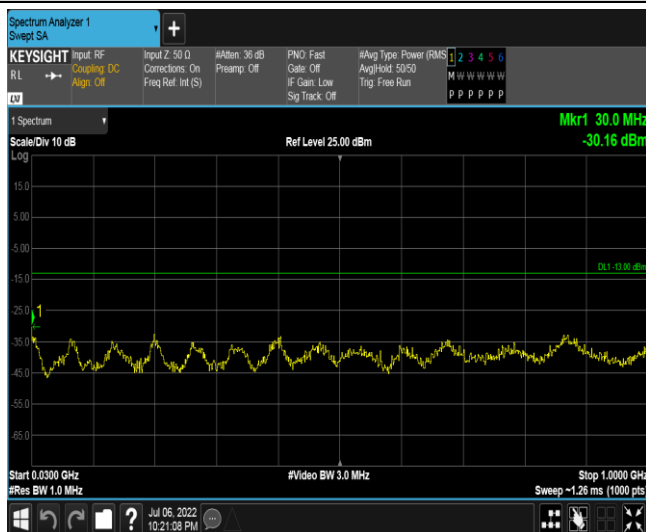 Spectrum Analyzer 1
Swept SA
+
KEYSIGHT
RL
LXI
Input: RF
Coupling: DC
Align: Off
Input Z: 50 Ω
Corrections: On
Freq Ref: Int (S)
#Atten: 36 dB
Preamp: Off
PNO: Fast
Gate: Off
IF Gain: Low
Sig Track: Off
#Avg Type: Power (RMS
Avg|Hold: 50/50
Trig: Free Run
1 2 3 4 5 6
M W W W W W
P P P P P P
1 Spectrum
Mkr1 30.0 MHz
Scale/Div 10 dB
Ref Level 25.00 dBm
-30.16 dBm
Log
15.0
5.00
-5.00
DL1 -13.00 dBm
-15.0
-25.0
1
-35.0
-45.0
-55.0
-65.0
Start 0.0300 GHz
#Video BW 3.0 MHz
Stop 1.0000 GHz
#Res BW 1.0 MHz
Sweep ~1.26 ms (1000 pts)
?
Jul 06, 2022
10:21:08 PM